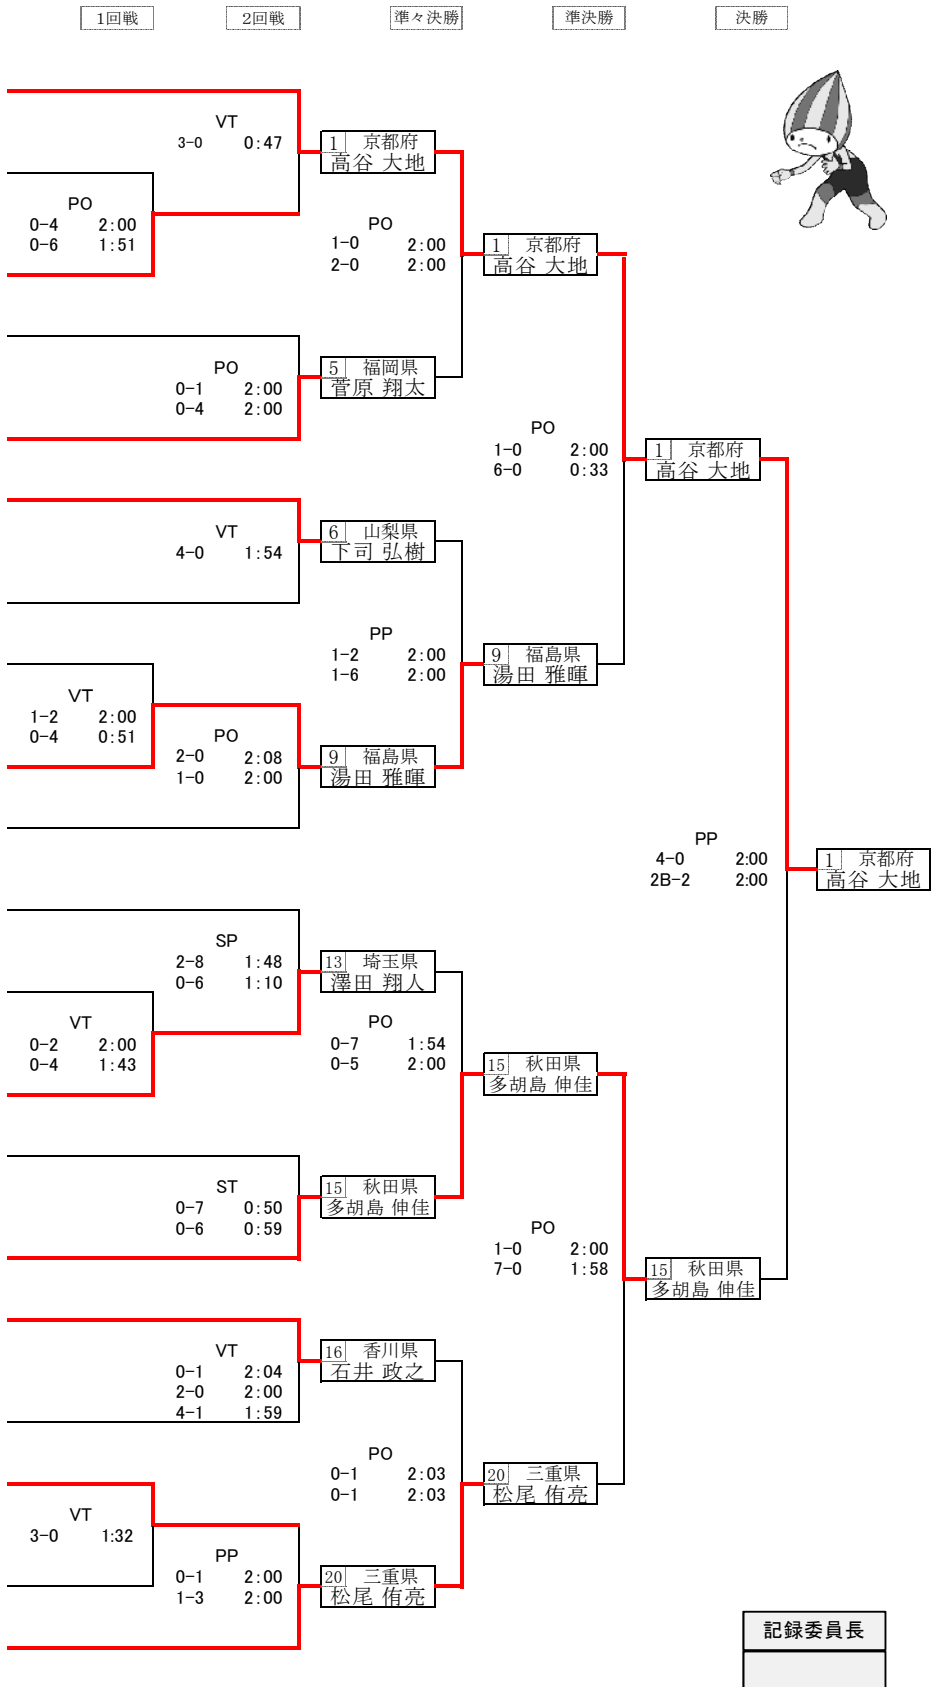 1回戦 2回戦 準々決勝 準決勝 決勝
VT
3-0 0:47
1 京都府
高谷 大地
PO
0-4 2:00
0-6 1:51
PO
1-0 2:00
2-0 2:00
1 京都府
高谷 大地
PO
0-1 2:00
0-4 2:00
5 福岡県
菅原 翔太
PO
1-0 2:00
6-0 0:33
1 京都府
高谷 大地
VT
4-0 1:54
6 山梨県
下司 弘樹
PP
1-2 2:00
1-6 2:00
9 福島県
湯田 雅暉
VT
1-2 2:00
0-4 0:51
PO
2-0 2:08
1-0 2:00
9 福島県
湯田 雅暉
PP
4-0 2:00
2B-2 2:00
1 京都府
高谷 大地
SP
2-8 1:48
0-6 1:10
13 埼玉県
澤田 翔人
VT
0-2 2:00
0-4 1:43
PO
0-7 1:54
0-5 2:00
15 秋田県
多胡島 伸佳
ST
0-7 0:50
0-6 0:59
15 秋田県
多胡島 伸佳
PO
1-0 2:00
7-0 1:58
15 秋田県
多胡島 伸佳
VT
0-1 2:04
2-0 2:00
4-1 1:59
16 香川県
石井 政之
PO
0-1 2:03
0-1 2:03
20 三重県
松尾 侑亮
VT
3-0 1:32
PP
0-1 2:00
1-3 2:00
20 三重県
松尾 侑亮
記録委員長